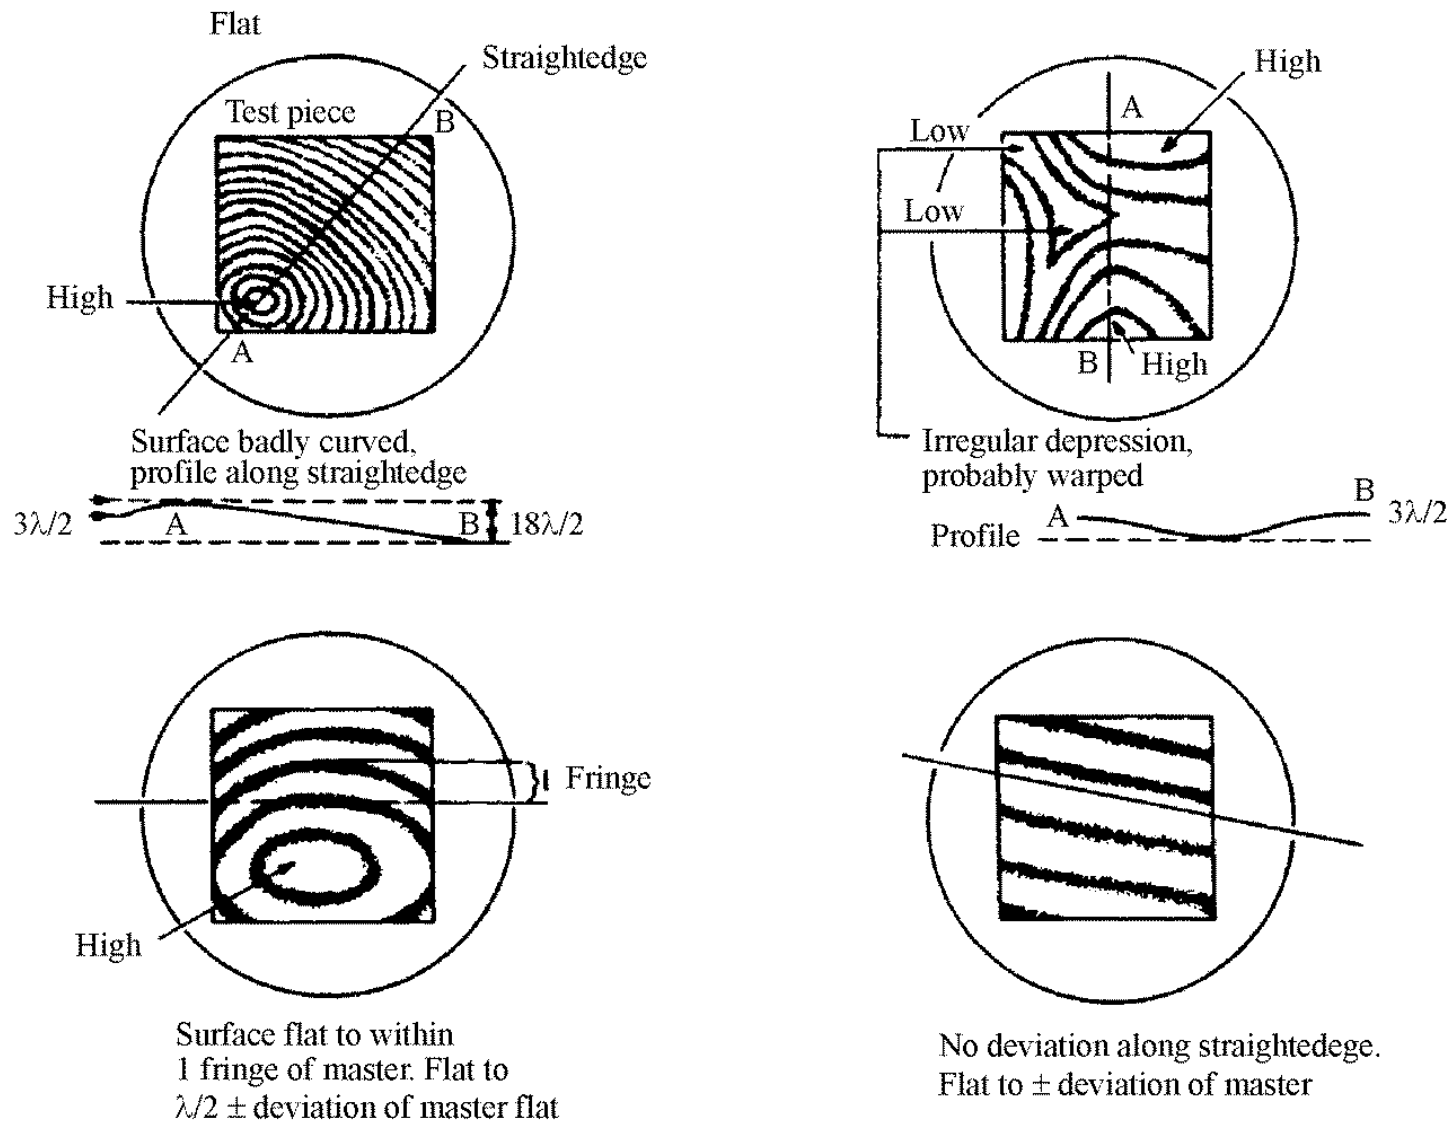 Flat
Straightedge
Test piece
B
High
A
Surface badly curved,
profile along straightedge
3λ/2
A
B
18λ/2
High
A
Low
Low
B
High
Irregular depression,
probably warped
B
A
3λ/2
Profile
1 Fringe
High
Surface flat to within
1 fringe of master. Flat to
λ/2 ± deviation of master flat
No deviation along straightedege.
Flat to ± deviation of master